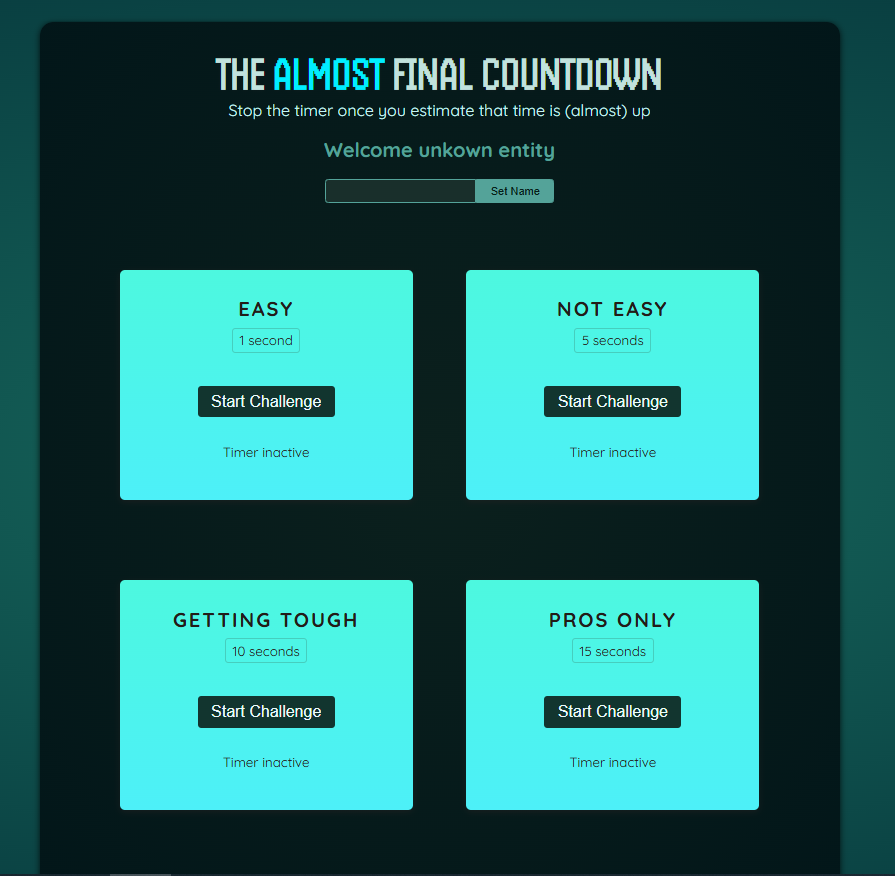 THE ALMOST FINAL COUNTDOWN
Stop the timer once you estimate that time is (almost) up
Welcome unkown entity
Set Name
EASY
1 second
Start Challenge
Timer inactive
NOT EASY
5 seconds
Start Challenge
Timer inactive
GETTING TOUGH
10 seconds
Start Challenge
Timer inactive
PROS ONLY
15 seconds
Start Challenge
Timer inactive